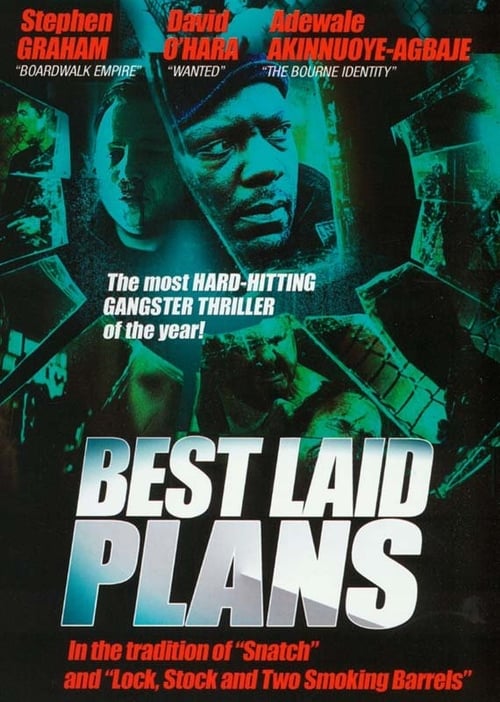 Stephen
GRAHAM
"BOARDWALK EMPIRE"
David
O'HARA
"WANTED"
Adewale
AKINNUOYE-AGBAJE
"THE BOURNE IDENTITY"
The most HARD-HITTING
GANGSTER THRILLER
of the year!
BEST LAID
PLANS
In the tradition of "Snatch"
and "Lock, Stock and Two Smoking Barrels"